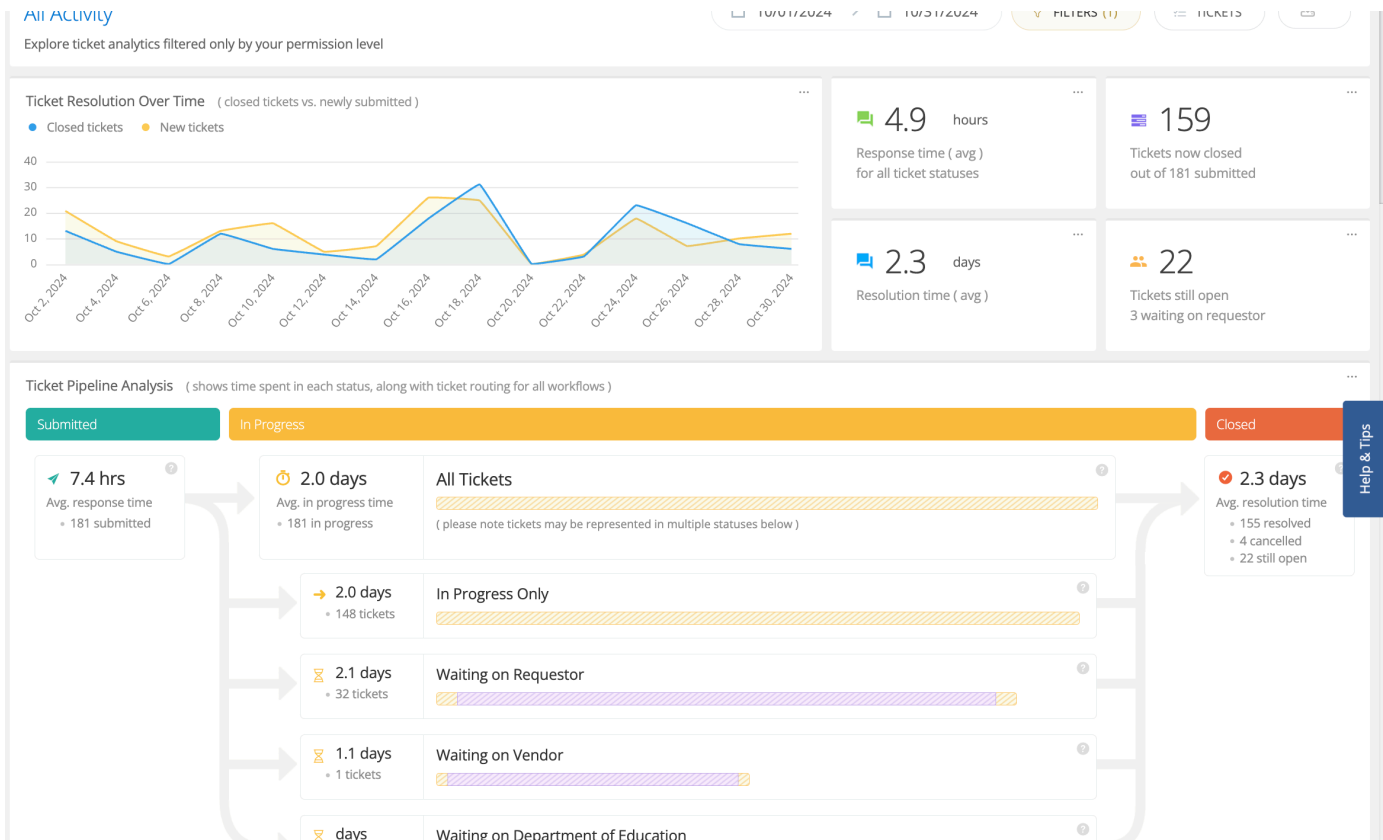 All Activity
10/01/2024
10/31/2024
FILTERS (1)
TICKETS
Explore ticket analytics filtered only by your permission level
Ticket Resolution Over Time ( closed tickets vs. newly submitted )
Closed tickets
New tickets
40
30
20
10
0
Oct 2, 2024
Oct 4, 2024
Oct 6, 2024
Oct 8, 2024
Oct 10, 2024
Oct 12, 2024
Oct 14, 2024
Oct 16, 2024
Oct 18, 2024
Oct 20, 2024
Oct 22, 2024
Oct 24, 2024
Oct 26, 2024
Oct 28, 2024
Oct 30, 2024
4.9 hours
Response time ( avg )
for all ticket statuses
159
Tickets now closed
out of 181 submitted
2.3 days
Resolution time ( avg )
22
Tickets still open
3 waiting on requestor
Ticket Pipeline Analysis ( shows time spent in each status, along with ticket routing for all workflows )
Submitted
In Progress
Closed
Help & Tips
7.4 hrs
Avg. response time
181 submitted
2.0 days
Avg. in progress time
181 in progress
All Tickets
( please note tickets may be represented in multiple statuses below )
2.3 days
Avg. resolution time
155 resolved
4 cancelled
22 still open
2.0 days
148 tickets
In Progress Only
2.1 days
32 tickets
Waiting on Requestor
1.1 days
1 tickets
Waiting on Vendor
days
Waiting on Department of Education